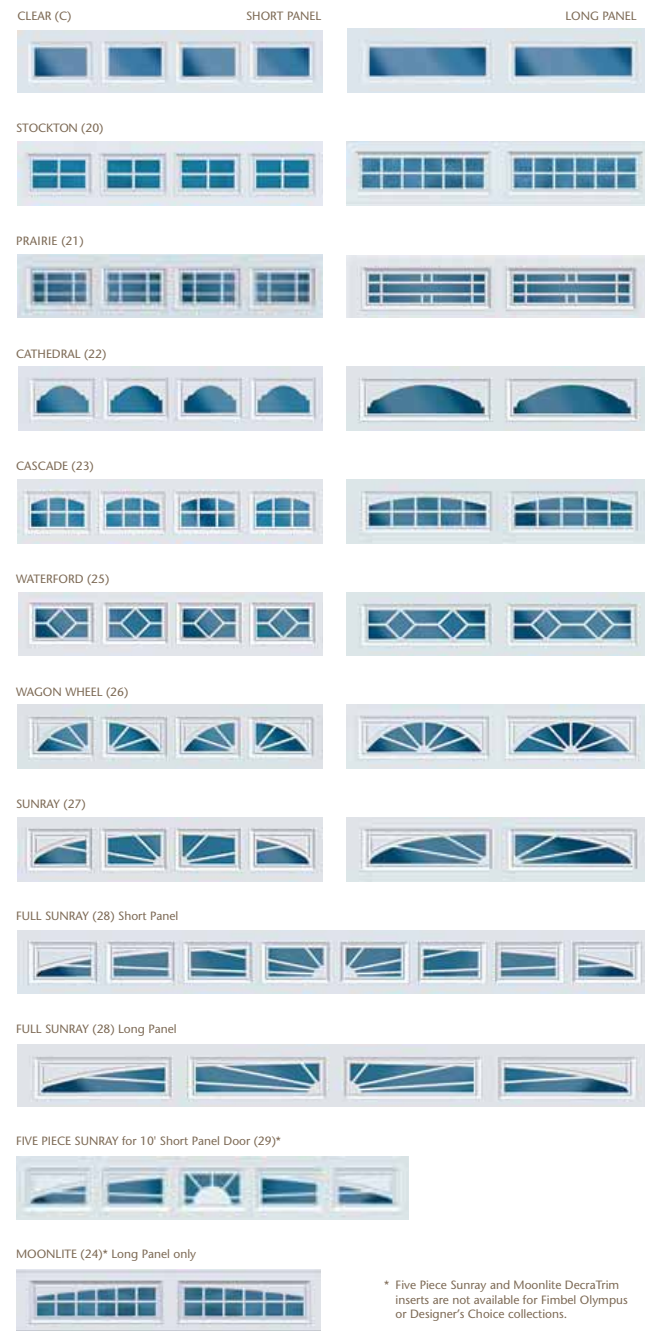 CLEAR (C) SHORT PANEL LONG PANEL
STOCKTON (20)
PRAIRIE (21)
CATHEDRAL (22)
CASCADE (23)
WATERFORD (25)
WAGON WHEEL (26)
SUNRAY (27)
FULL SUNRAY (28) Short Panel
FULL SUNRAY (28) Long Panel
FIVE PIECE SUNRAY for 10' Short Panel Door (29)*
MOONLITE (24)* Long Panel only
* Five Piece Sunray and Moonlite DecraTrim
inserts are not available for Fimbel Olympus
or Designer's Choice collections.